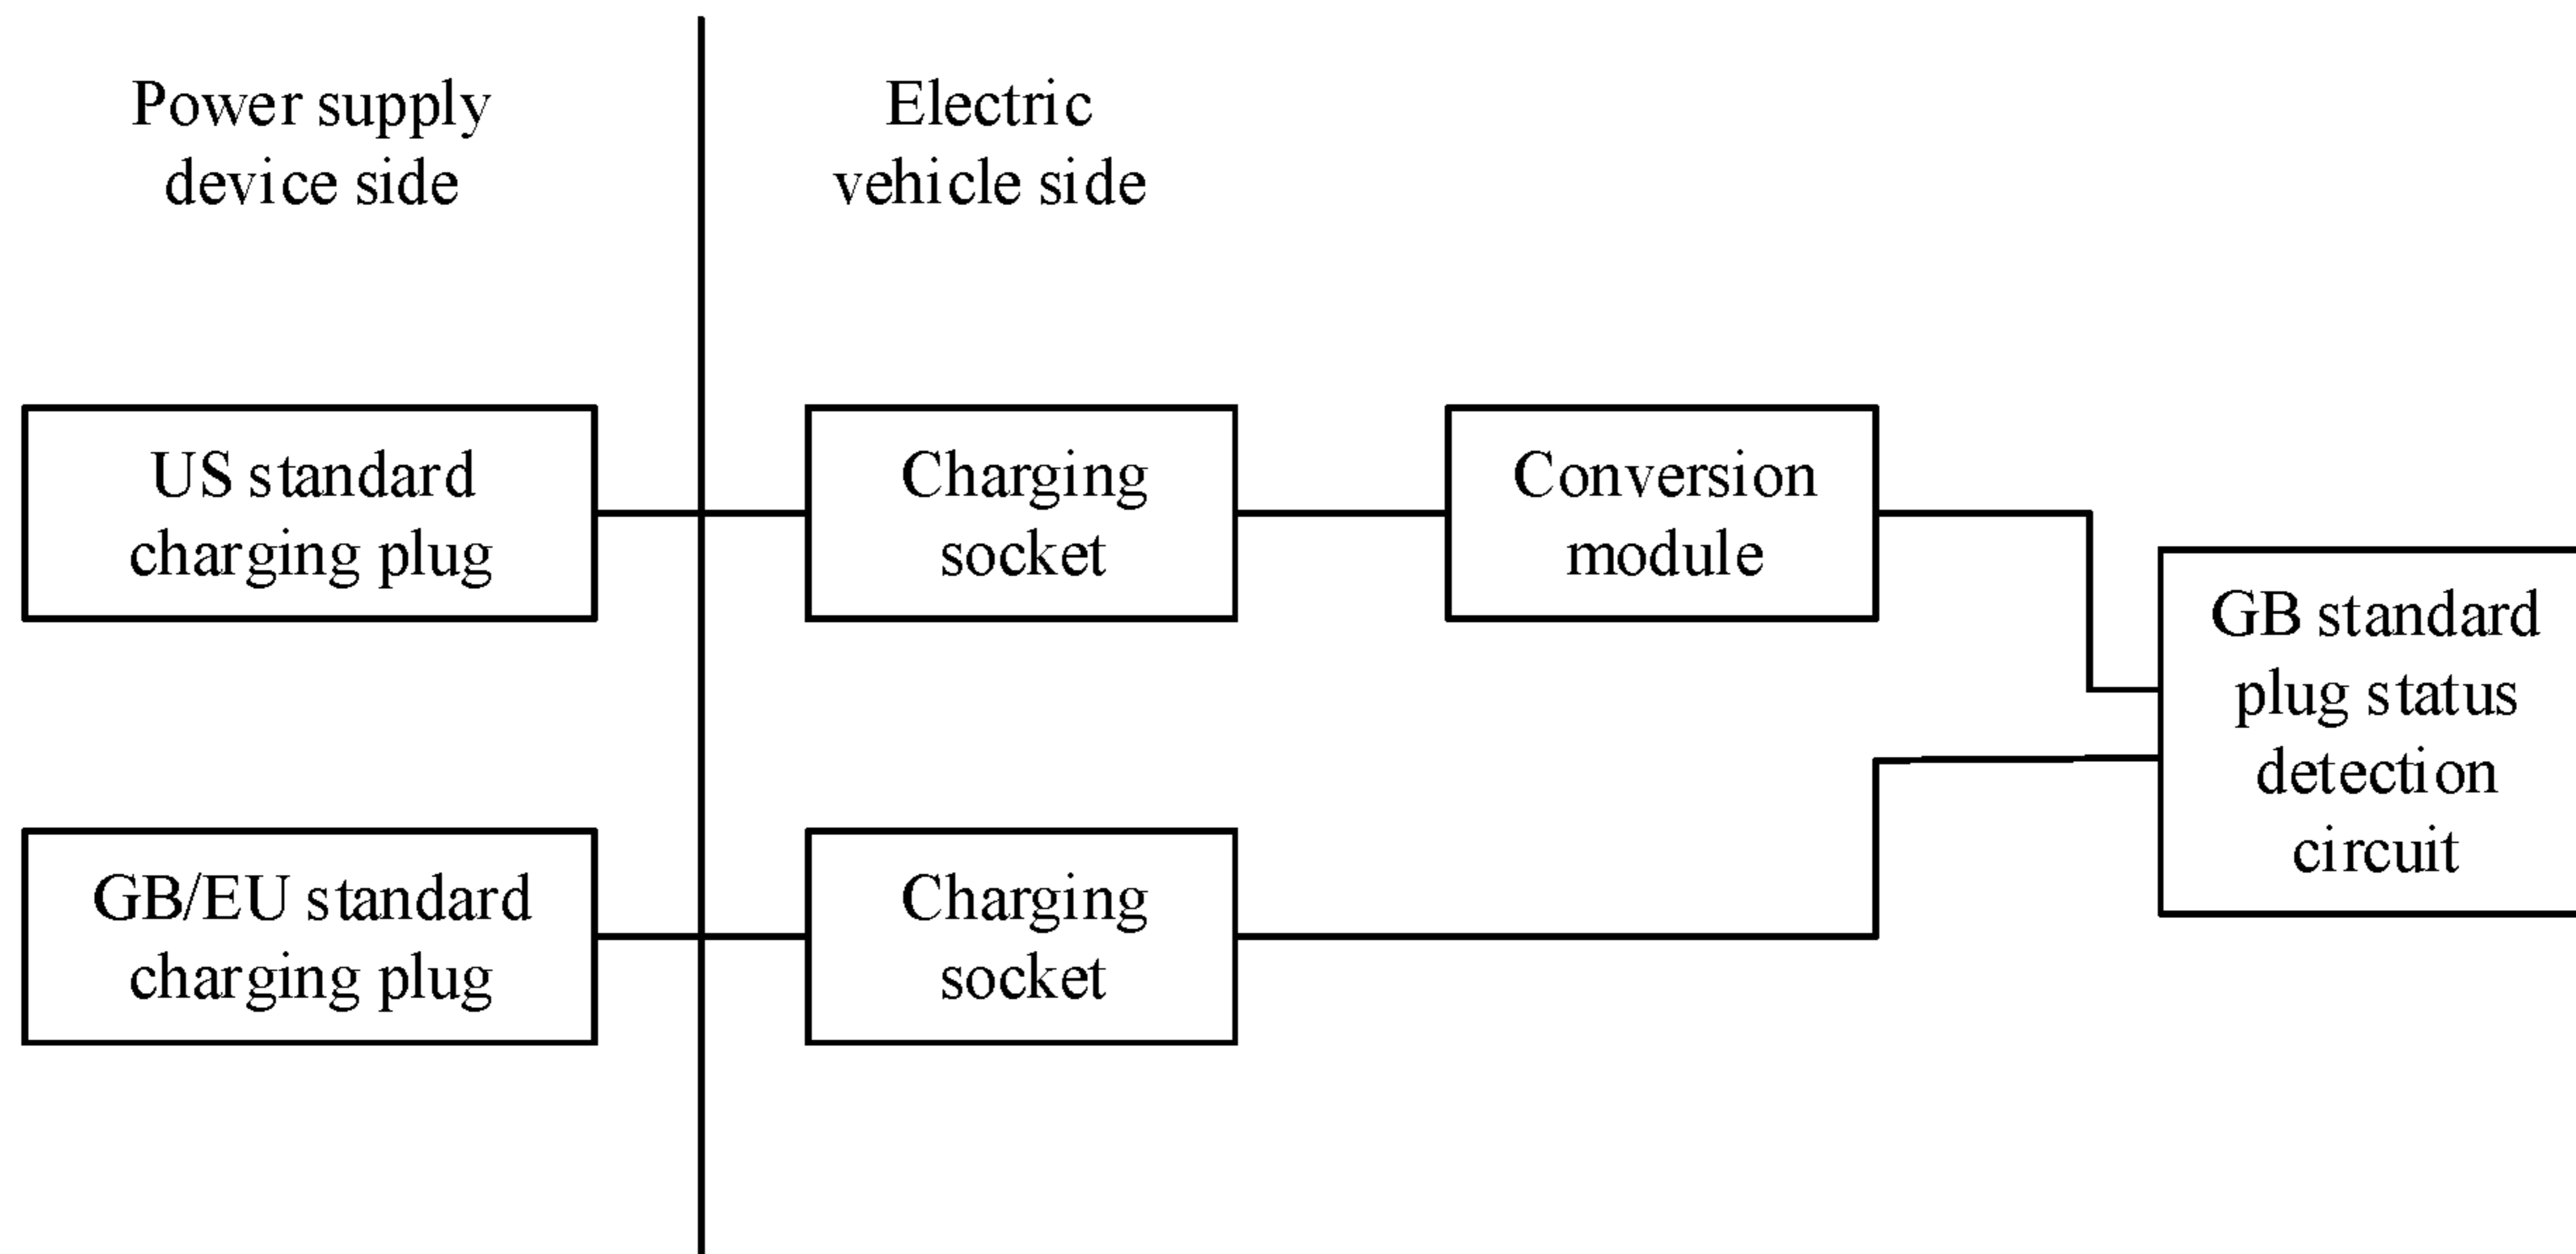 Power supply
device side
Electric
vehicle side
US standard
charging plug
Charging
socket
Conversion
module
GB standard
plug status
detection
circuit
GB/EU standard
charging plug
Charging
socket